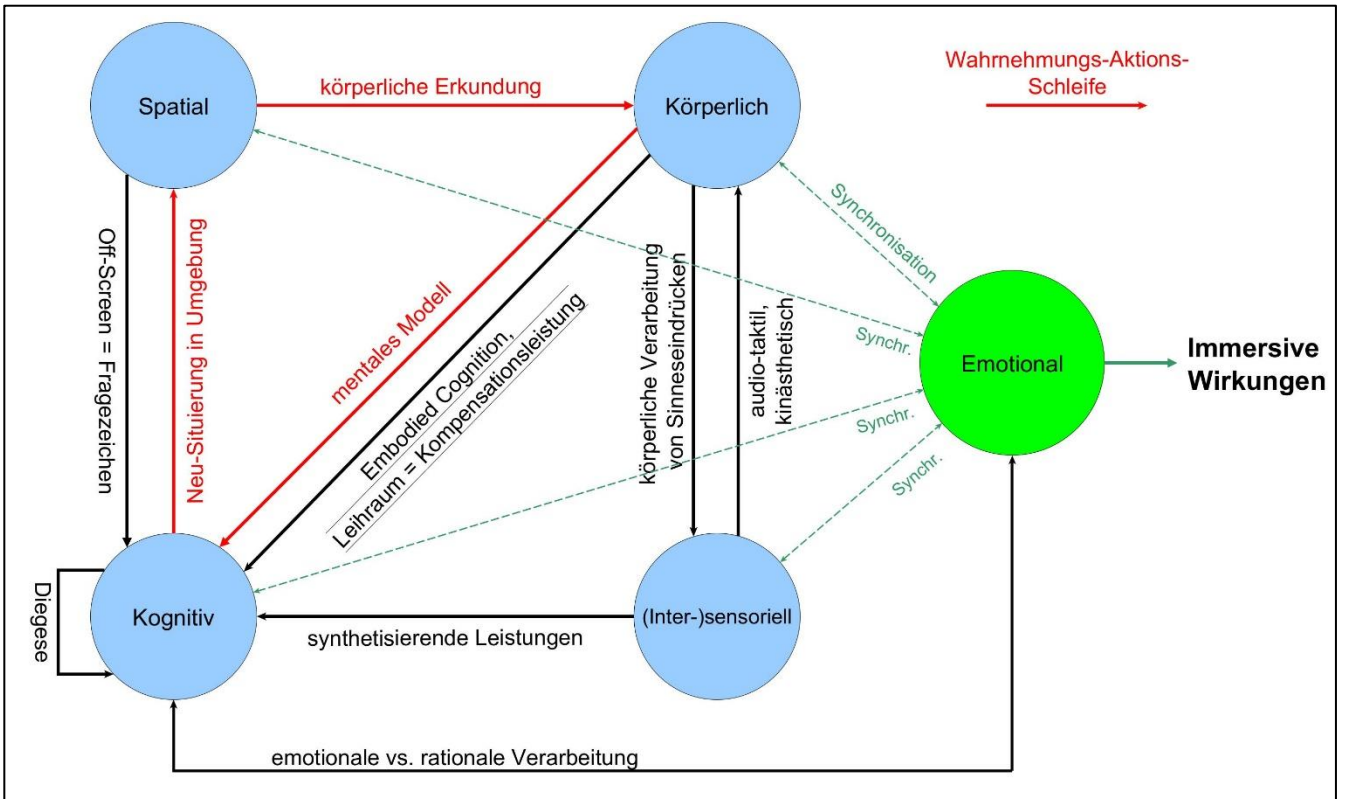 Wahrnehmungs-Aktions-
Schleife
Spatial
körperliche Erkundung
Körperlich
Off-Screen = Fragezeichen
Neu-Situierung in Umgebung
mentales Modell
Embodied Cognition,
Leihraum = Kompensationsleistung
körperliche Verarbeitung
von Sinneseindrücken
audio-taktil,
kinästhetisch
Synchronisation
Synchr.
Synchr.
Synchr.
Emotional
Immersive
Wirkungen
Diegese
Kognitiv
synthetisierende Leistungen
(Inter-)sensoriell
emotionale vs. rationale Verarbeitung